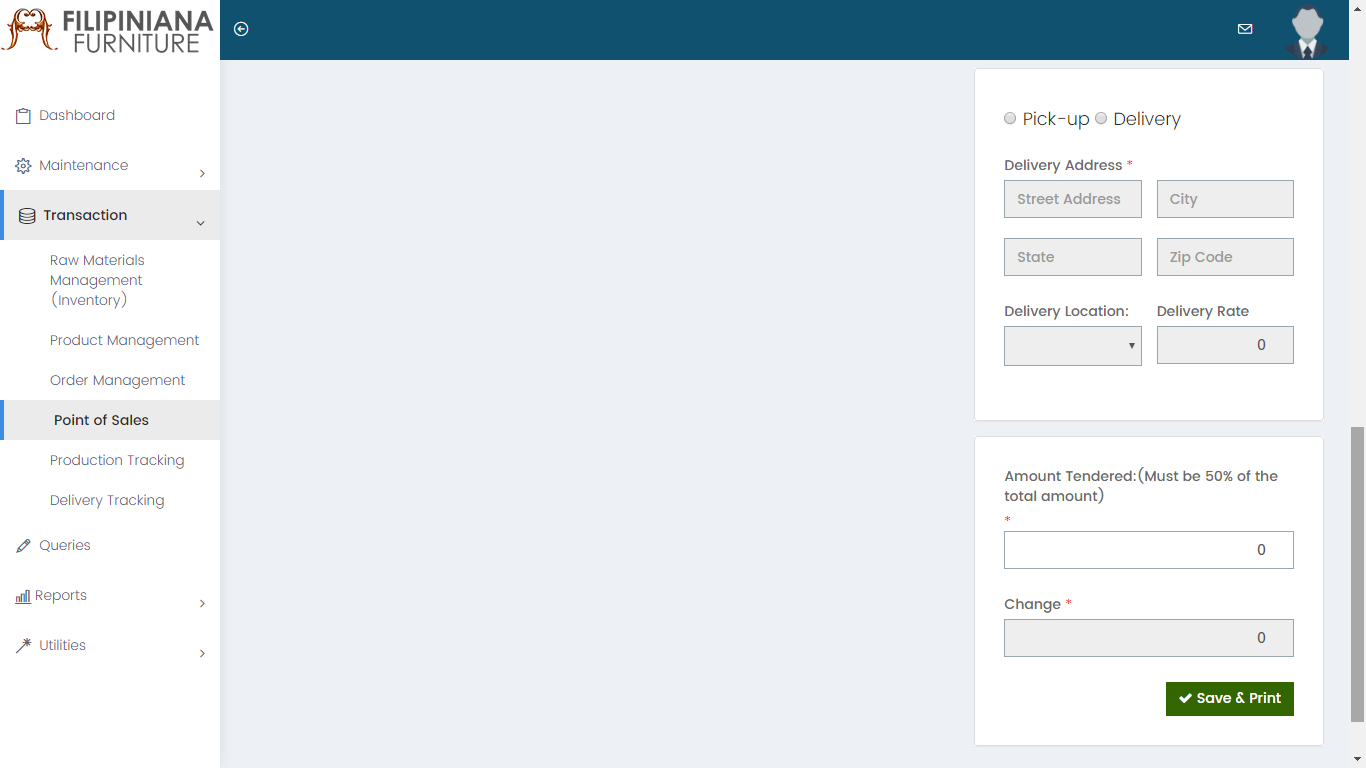 FILIPINIANA
FURNITURE
Dashboard
Maintenance
Transaction
Raw Materials
Management
(Inventory)
Product Management
Order Management
Point of Sales
Production Tracking
Delivery Tracking
Queries
Reports
Utilities
Pick-up Delivery
Delivery Address *
Street Address City
State Zip Code
Delivery Location: Delivery Rate
0
Amount Tendered:(Must be 50% of the
total amount)
*
0
Change *
0
Save & Print